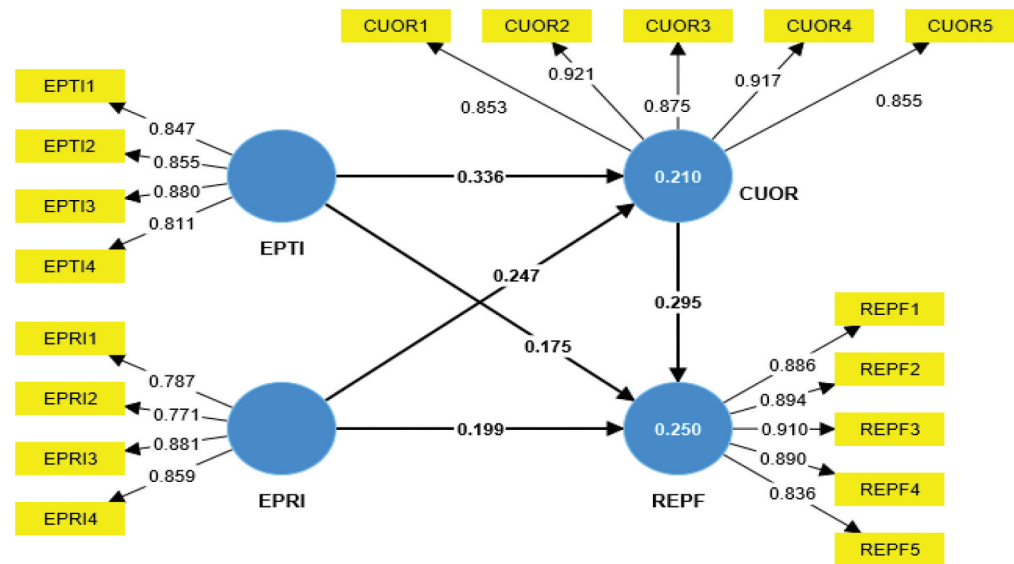 CUOR1
CUOR2
CUOR3
CUOR4
CUOR5
0.853
0.921
0.875
0.917
0.855
EPTI1
EPTI2
EPTI3
EPTI4
0.847
0.855
0.880
0.811
EPTI
0.336
0.210
CUOR
0.247
0.175
0.295
EPRI1
EPRI2
EPRI3
EPRI4
0.787
0.771
0.881
0.859
EPRI
0.199
0.250
REPF
0.886
0.894
0.910
0.890
0.836
REPF1
REPF2
REPF3
REPF4
REPF5